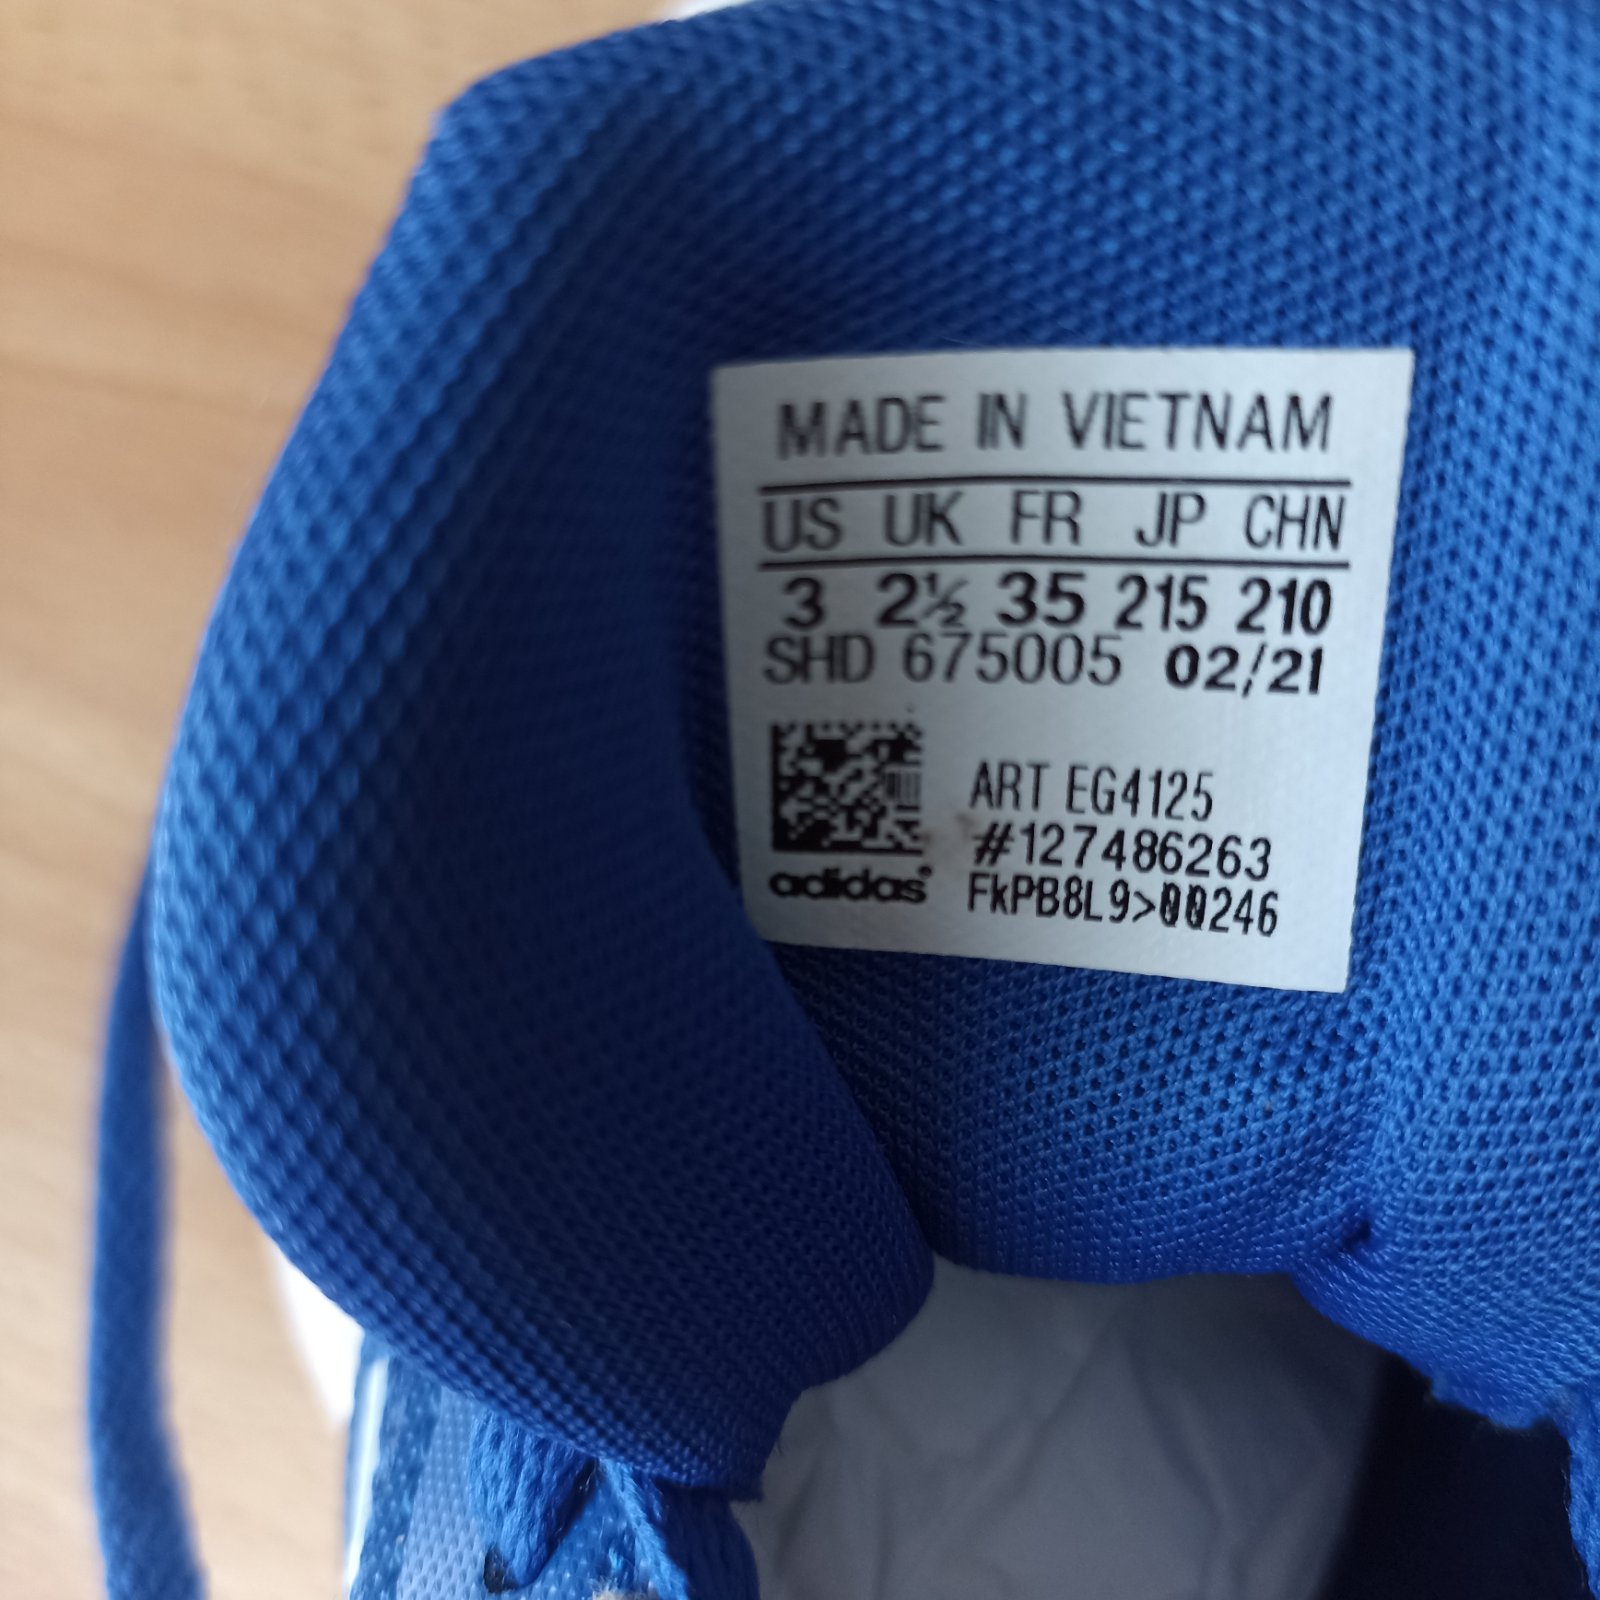 MADE IN VIETNAM
US UK FR JP CHN
3 2½ 35 215 210
SHD 675005 02/21
ART EG4125
#127486263
adidas
FkPB8L9>00246